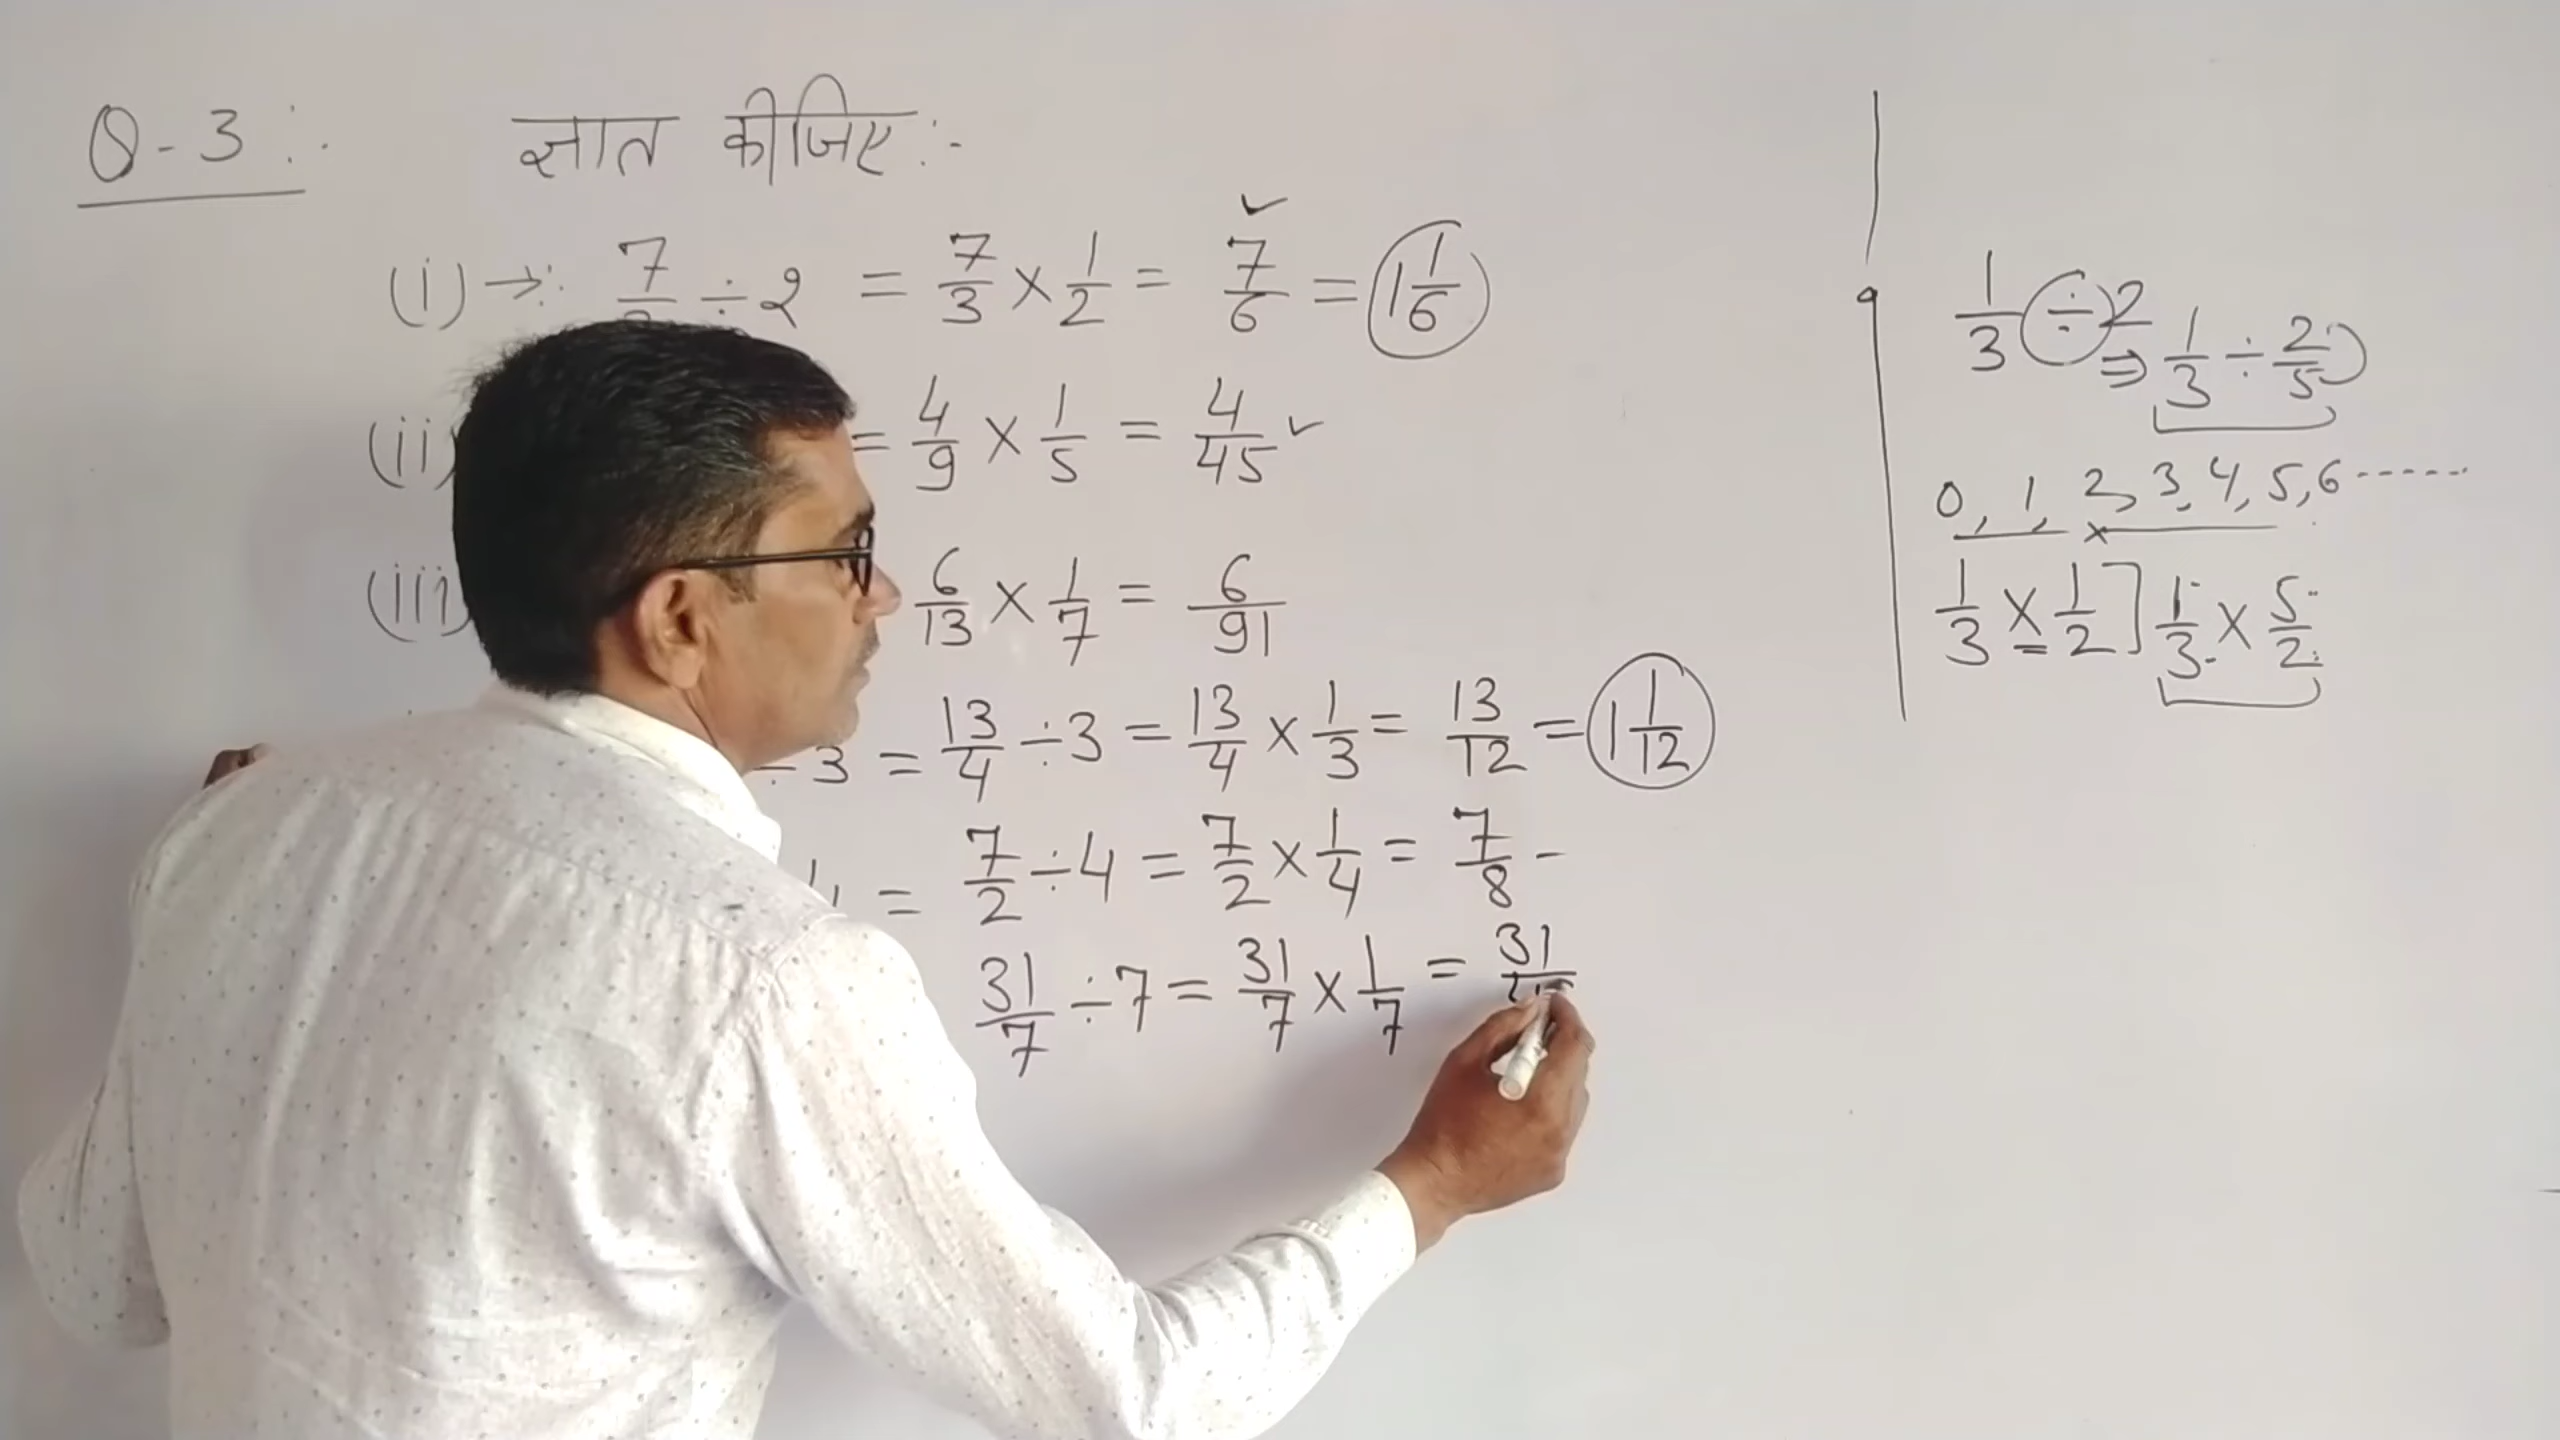 Q-3:. ज्ञात कीजिए:-
(i) →: 7 ÷ 2 = 7/3 × 1/2 = 7/6 = 1 1/6
(ii) = 4/9 × 1/5 = 4/45
(iii) 6/13 × 1/7 = 6/91
÷ 3 = 13/4 ÷ 3 = 13/4 × 1/3 = 13/12 = 1 1/12
= 7/2 ÷ 4 = 7/2 × 1/4 = 7/8 -
31/7 ÷ 7 = 31/7 × 1/7 = 31
1/3 ÷ 2
⇒ 1/3 ÷ 2/5
0, 1, 2, 3, 4, 5, 6 ------
1/3 × 1/2 ] 1/3 × 5/2